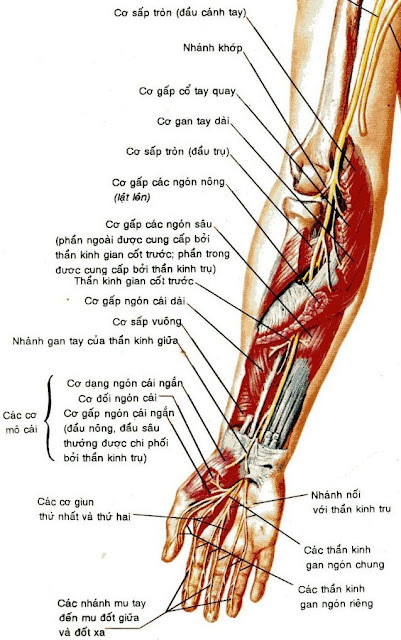 Cơ sấp tròn (đầu cánh tay)
Nhánh khớp
Cơ gấp cổ tay quay
Cơ gan tay dài
Cơ sấp tròn (đầu trụ)
Cơ gấp các ngón nông
(lật lên)
Cơ gấp các ngón sâu
(phần ngoài được cung cấp bởi
thần kinh gian cốt trước; phần trong
được cung cấp bởi thần kinh trụ)
Thần kinh gian cốt trước
Cơ gấp ngón cái dài
Cơ sấp vuông
Nhánh gan tay của thần kinh giữa
Các cơ
mô cái
Cơ dạng ngón cái ngắn
Cơ đối ngón cái
Cơ gấp ngón cái ngắn
(đầu nông, đầu sâu
thường được chi phối
bởi thần kinh trụ)
Các cơ giun
thứ nhất và thứ hai
Nhánh nối
với thần kinh trụ
Các thần kinh
gan ngón chung
Các thần kinh
gan ngón riêng
Các nhánh mu tay
đến mu đốt giữa
và đốt xa